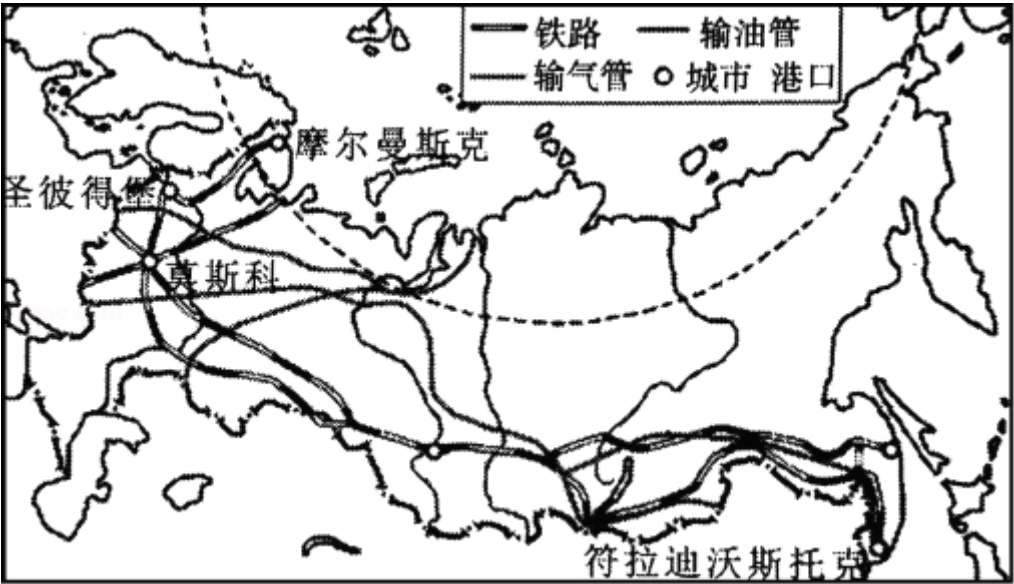 铁路 输油管
输气管 城市 港口
摩尔曼斯克
圣彼得堡
莫斯科
符拉迪沃斯托克